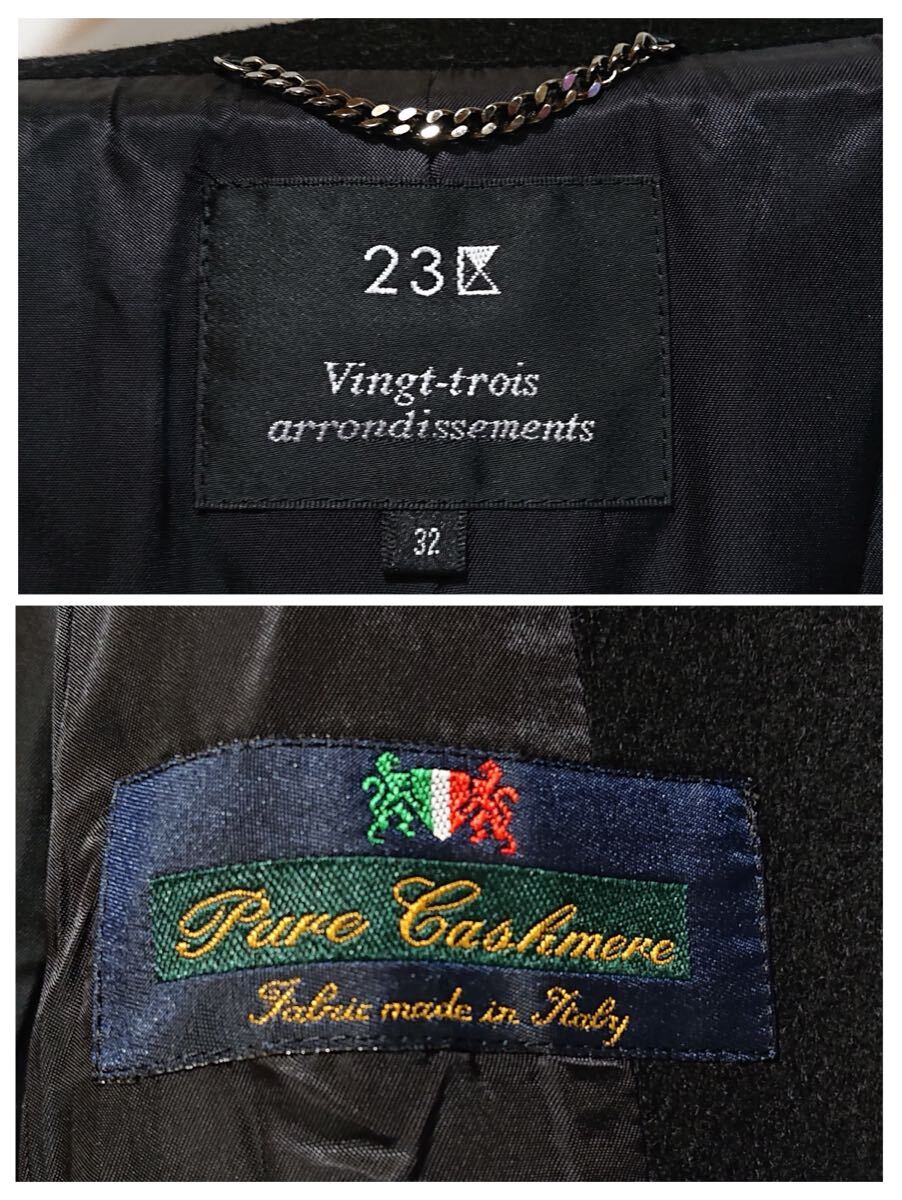 23区
Vingt-trois
arrondissements
32
Pure Cashmere
Fabric made in Italy